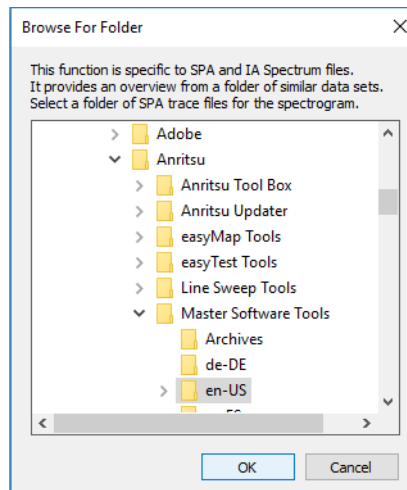 Browse For Folder
This function is specific to SPA and IA Spectrum files.
It provides an overview from a folder of similar data sets.
Select a folder of SPA trace files for the spectrogram.
Adobe
Anritsu
Anritsu Tool Box
Anritsu Updater
easyMap Tools
easyTest Tools
Line Sweep Tools
Master Software Tools
Archives
de-DE
en-US
OK
Cancel